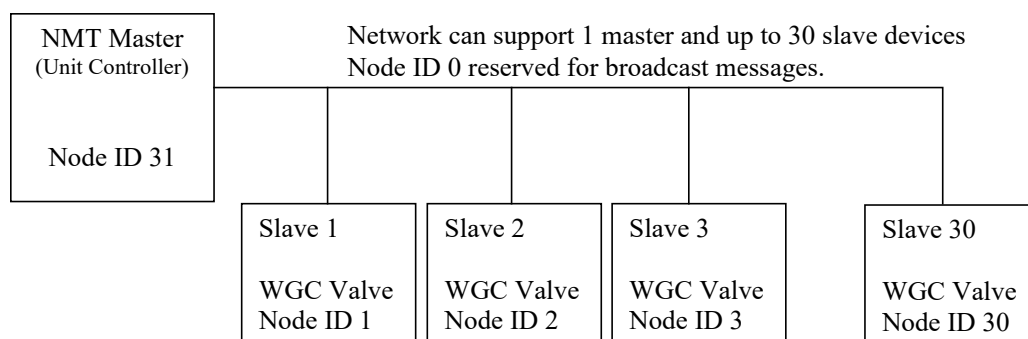 NMT Master
(Unit Controller)
Node ID 31
Network can support 1 master and up to 30 slave devices
Node ID 0 reserved for broadcast messages.
Slave 1
WGC Valve
Node ID 1
Slave 2
WGC Valve
Node ID 2
Slave 3
WGC Valve
Node ID 3
Slave 30
WGC Valve
Node ID 30